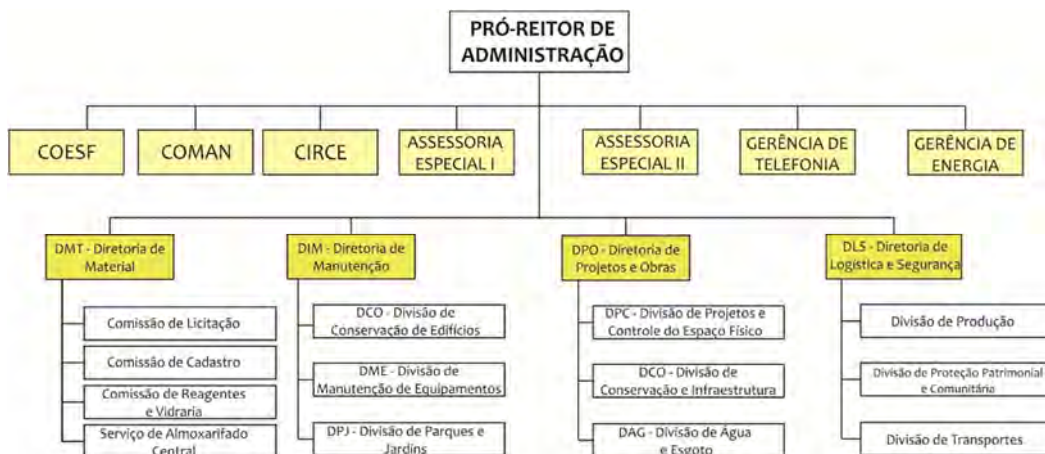 PRÓ-REITOR DE
ADMINISTRAÇÃO
COESF
COMAN
CIRCE
ASSESSORIA
ESPECIAL I
ASSESSORIA
ESPECIAL II
GERÊNCIA DE
TELEFONIA
GERÊNCIA DE
ENERGIA
DMT - Diretoria de
Material
DIM - Diretoria de
Manutenção
DPO - Diretoria de
Projetos e Obras
DLS - Diretoria de
Logística e Segurança
Comissão de Licitação
Comissão de Cadastro
Comissão de Reagentes
e Vidraria
Serviço de Almoxarifado
Central
DCO - Divisão de
Conservação de Edifícios
DME - Divisão de
Manutenção de Equipamentos
DPJ - Divisão de Parques e
Jardins
DPC - Divisão de Projetos e
Controle do Espaço Físico
DCO - Divisão de
Conservação e Infraestrutura
DAG - Divisão de Água
e Esgoto
Divisão de Produção
Divisão de Proteção Patrimonial
e Comunitária
Divisão de Transportes